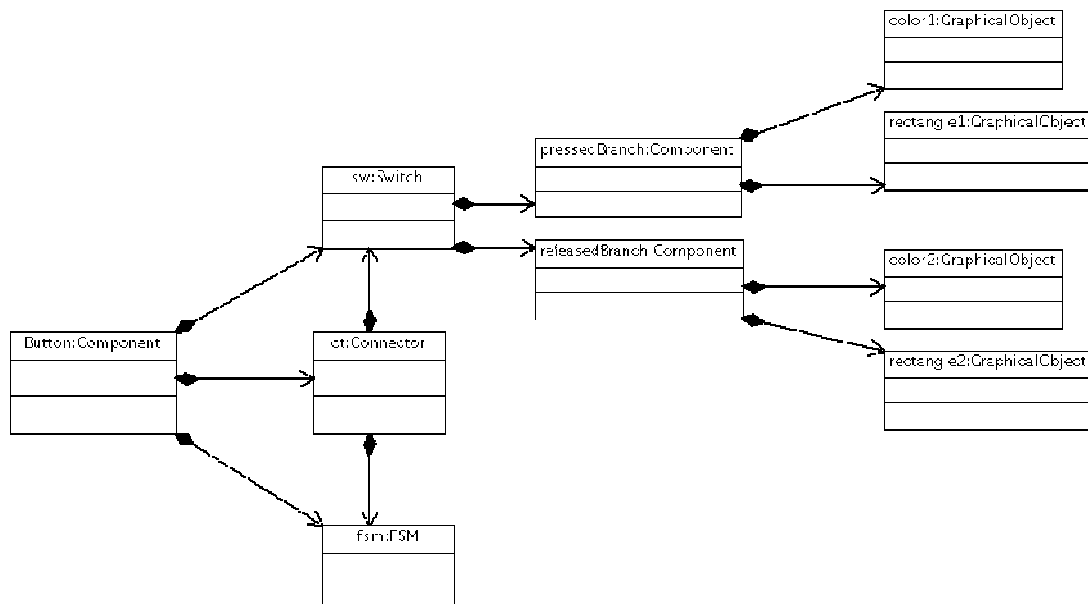 color1:GraphicalObject
rectangle1:GraphicalObject
pressedBranch:Component
sw:Switch
releasedBranch:Component
color2:GraphicalObject
Button:Component
ct:Connector
rectangle2:GraphicalObject
fsm:FSM